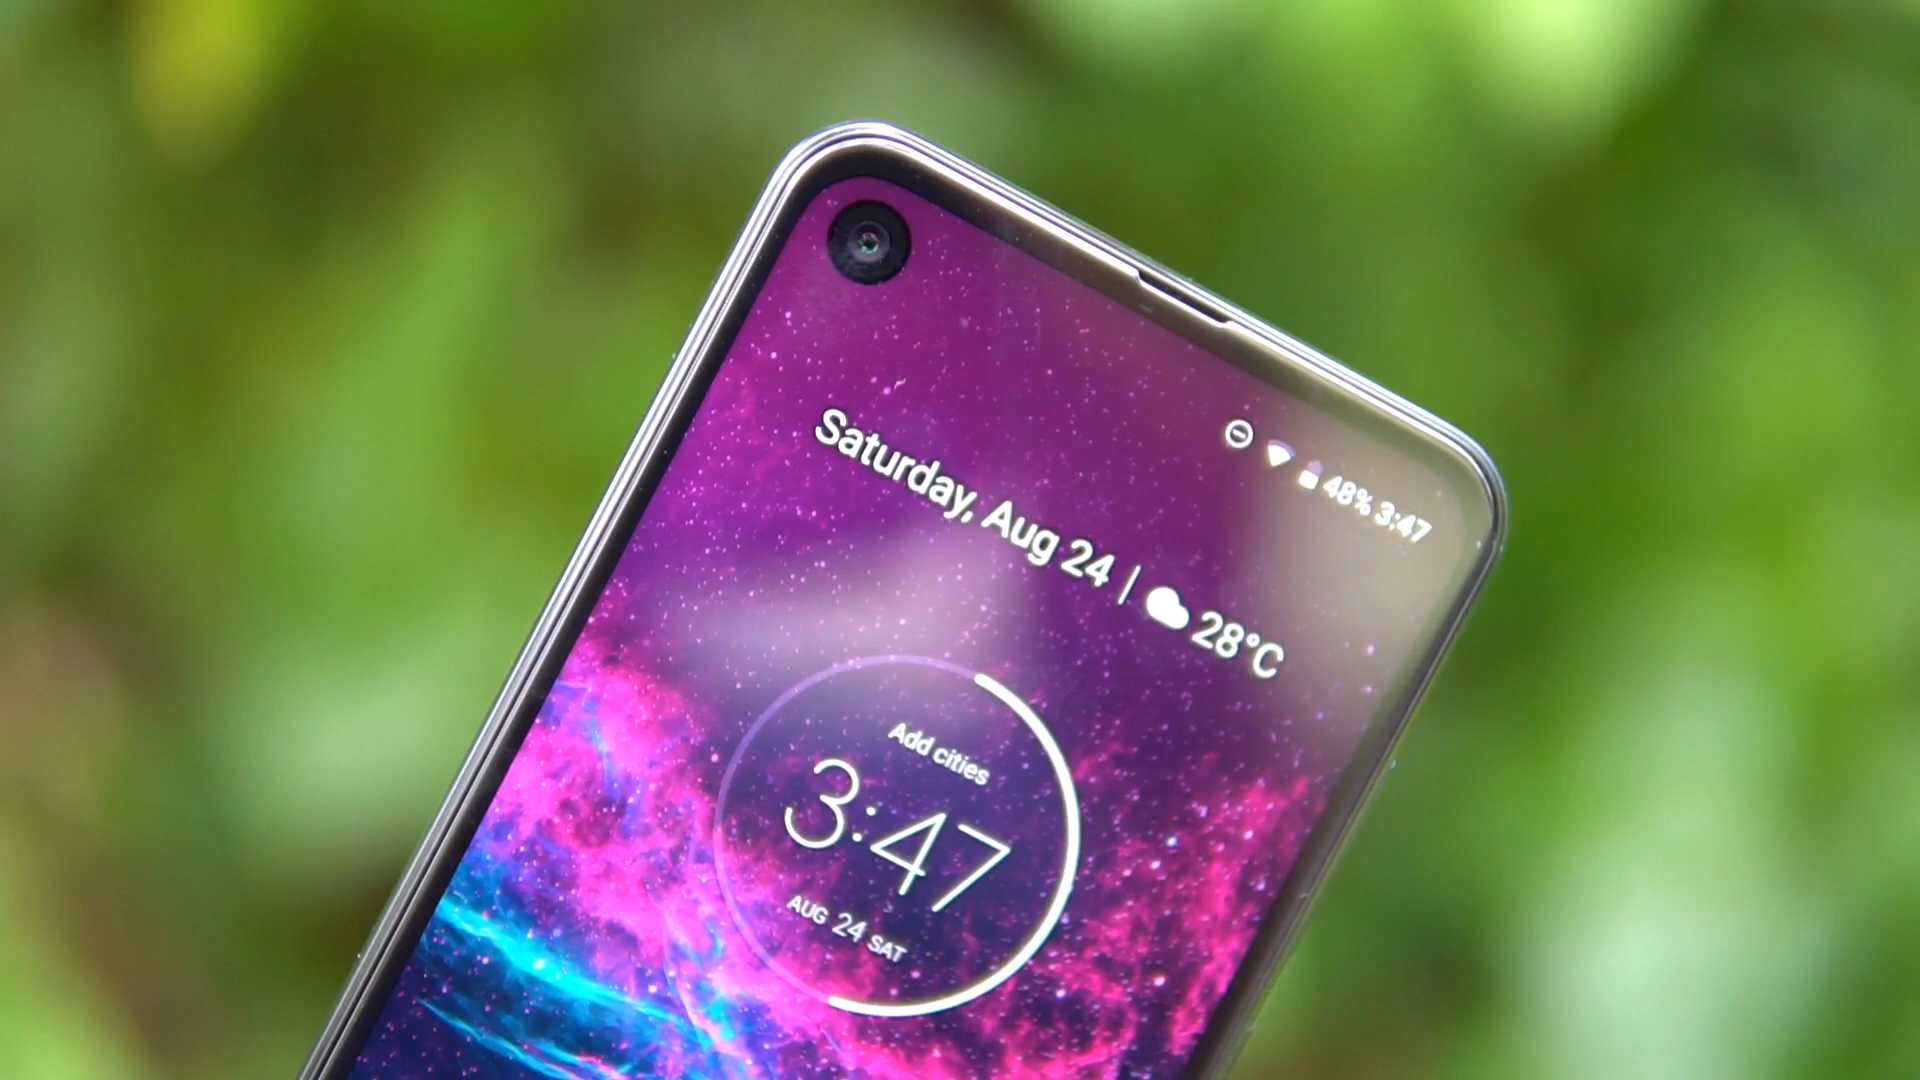 48% 3:47
Saturday, Aug 24 | 28°C
Add cities
3:47
AUG 24 SAT